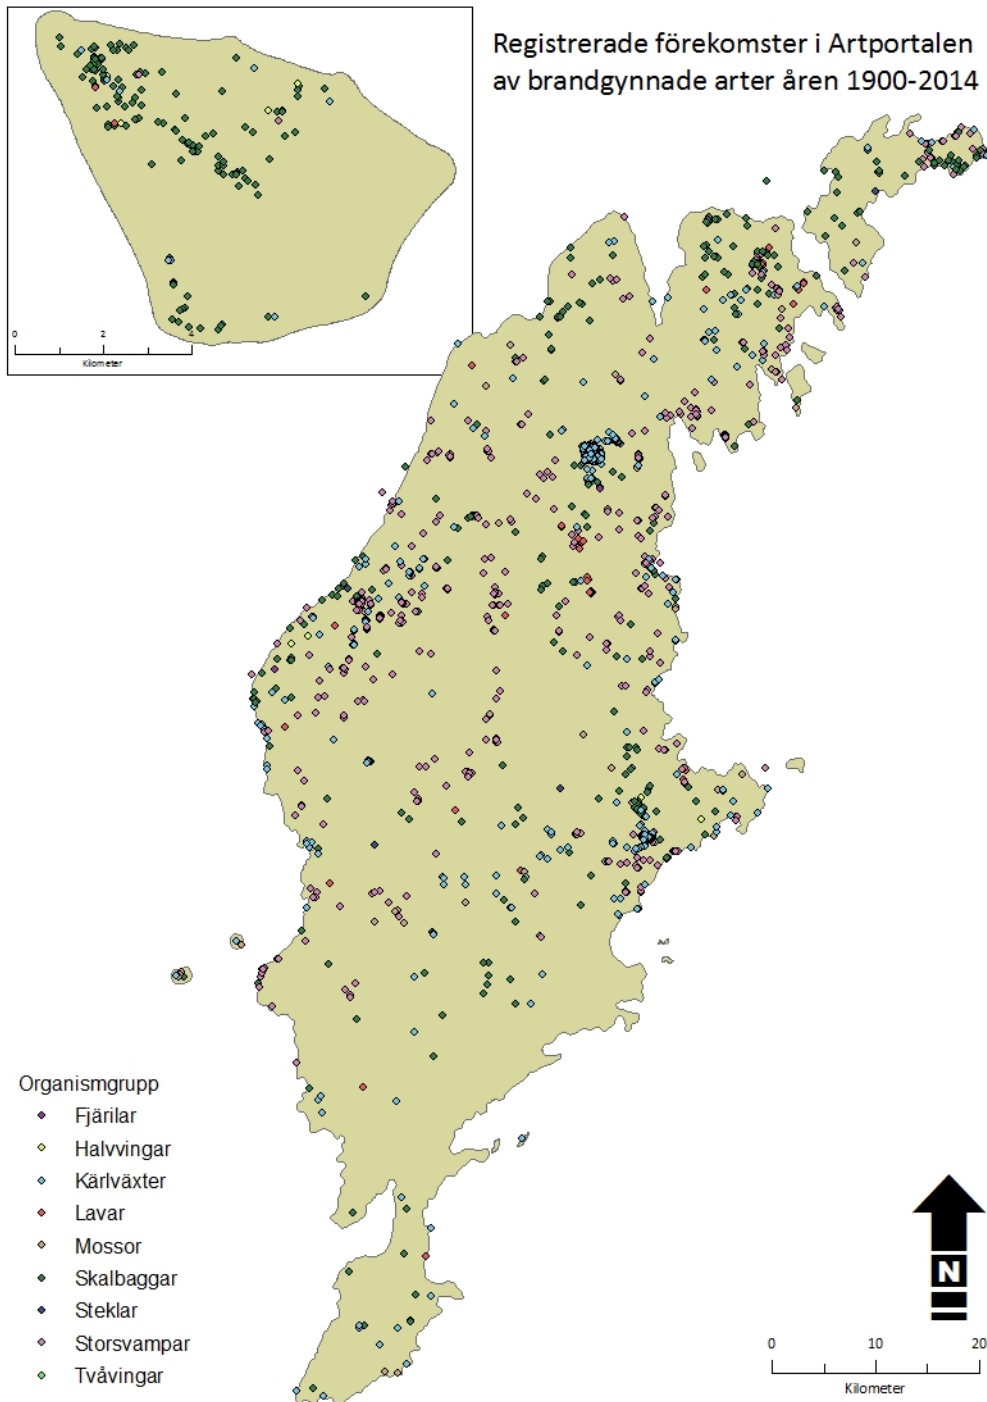 Registrerade förekomster i Artportalen
av brandgynnade arter åren 1900-2014
0 2 4
Kilometer
Organismgrupp
Fjärilar
Halvvingar
Kärlväxter
Lavar
Mossor
Skalbaggar
Steklar
Storsvampar
Tvåvingar
N
0 10 20
Kilometer